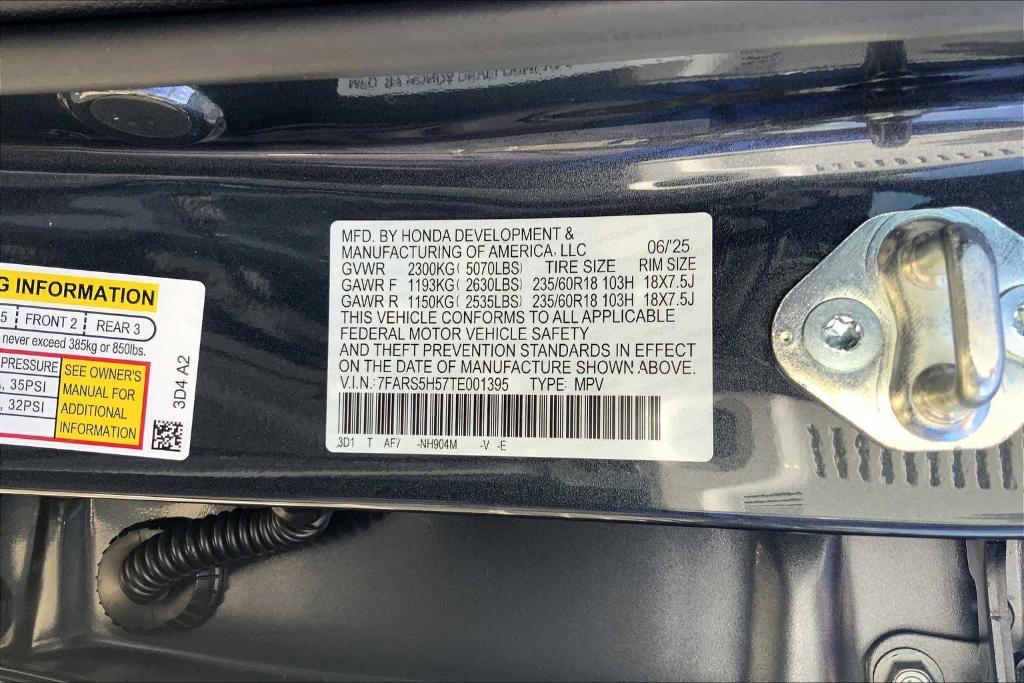 MFD. BY HONDA DEVELOPMENT &
MANUFACTURING OF AMERICA, LLC 06/'25
GVWR 2300KG( 5070LBS) TIRE SIZE RIM SIZE
GAWR F 1193KG( 2630LBS) 235/60R18 103H 18X7.5J
GAWR R 1150KG( 2535LBS) 235/60R18 103H 18X7.5J
THIS VEHICLE CONFORMS TO ALL APPLICABLE
FEDERAL MOTOR VEHICLE SAFETY
AND THEFT PREVENTION STANDARDS IN EFFECT
ON THE DATE OF MANUFACTURE SHOWN ABOVE.
V.I.N.:7FARS5H57TE001395 TYPE: MPV
3D1 T AF7 -NH904M -V -E
G INFORMATION
5 FRONT 2 REAR 3
never exceed 385kg or 850lbs.
PRESSURE
, 35PSI
, 32PSI
SEE OWNER'S
MANUAL FOR
ADDITIONAL
INFORMATION
3D4 A2